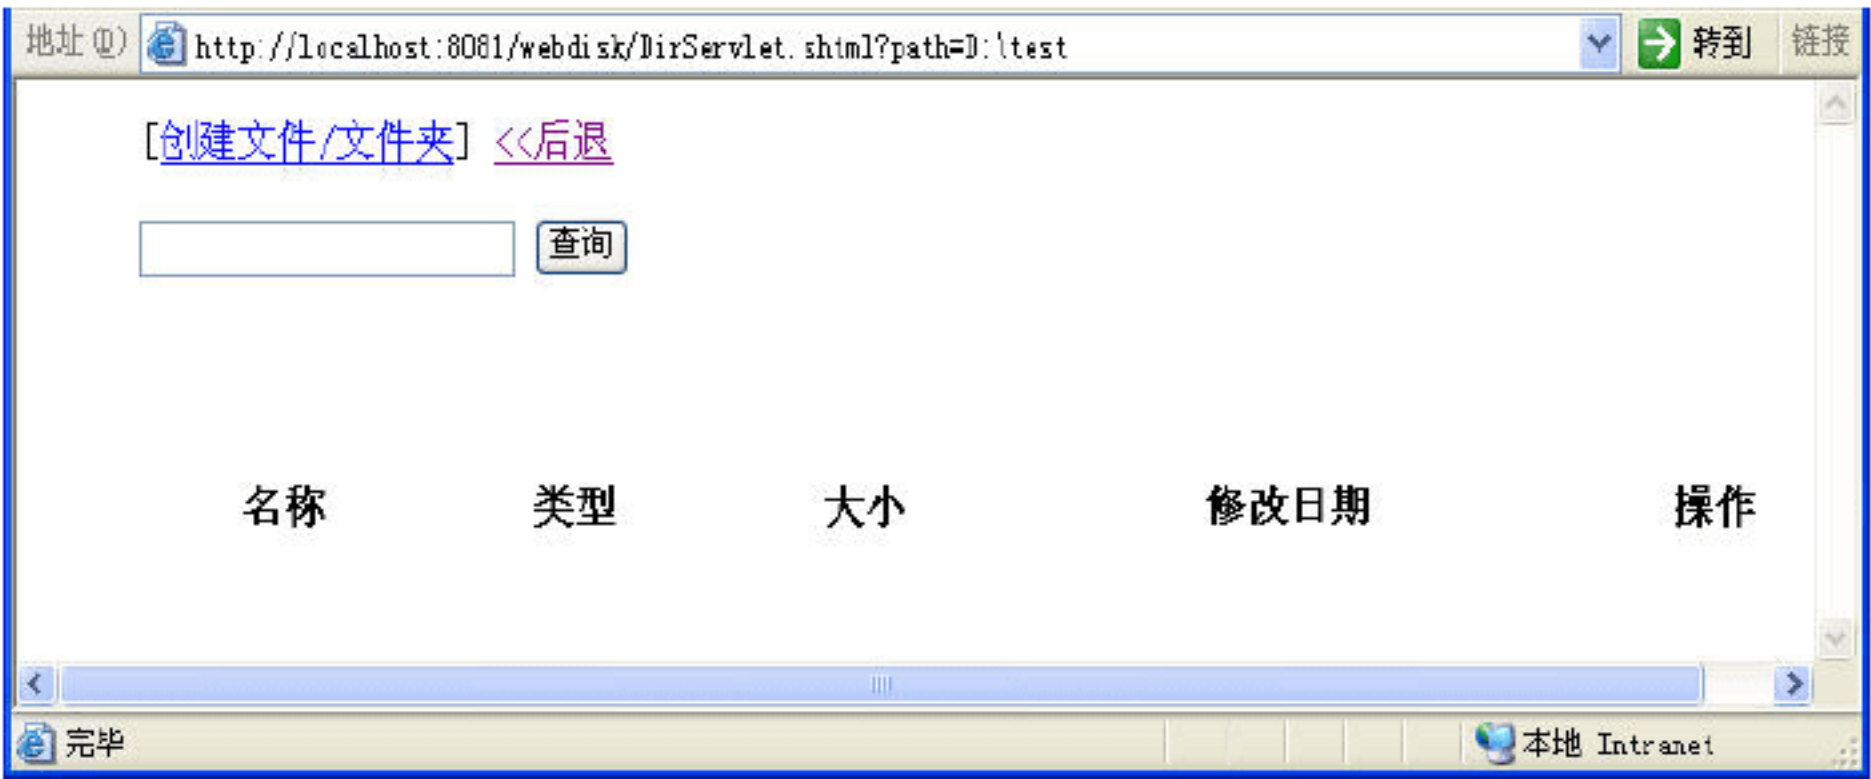 地址(D) http://localhost:8081/webdisk/DirServlet.shtml?path=D:\test 转到 链接
[创建文件/文件夹] <<后退
查询
名称 类型 大小 修改日期 操作
完毕 本地 Intranet